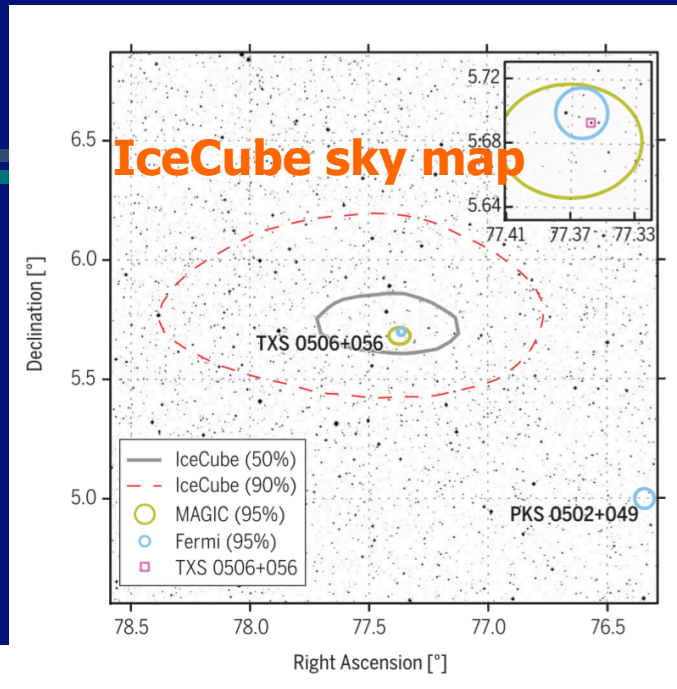 IceCube sky map
5.72
5.68
5.64
77.41 77.37 77.33
6.5
6.0
5.5
5.0
Declination [°]
TXS 0506+056
PKS 0502+049
IceCube (50%)
IceCube (90%)
MAGIC (95%)
Fermi (95%)
TXS 0506+056
78.5 78.0 77.5 77.0 76.5
Right Ascension [°]